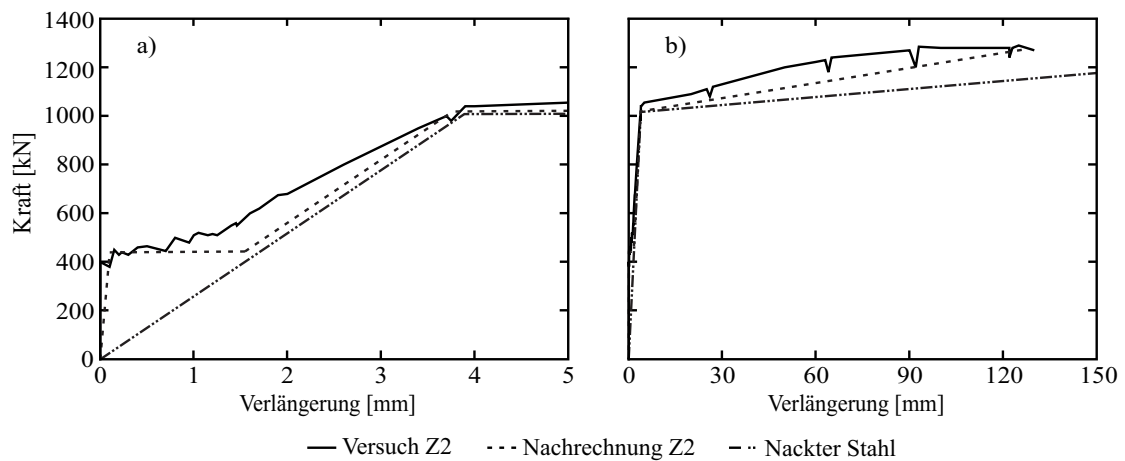 1400
1200
1000
800
600
400
200
0
Kraft [kN]
a)
0 1 2 3 4 5
Verlängerung [mm]
b)
0 30 60 90 120 150
Verlängerung [mm]
Versuch Z2 Nachrechnung Z2 Nackter Stahl